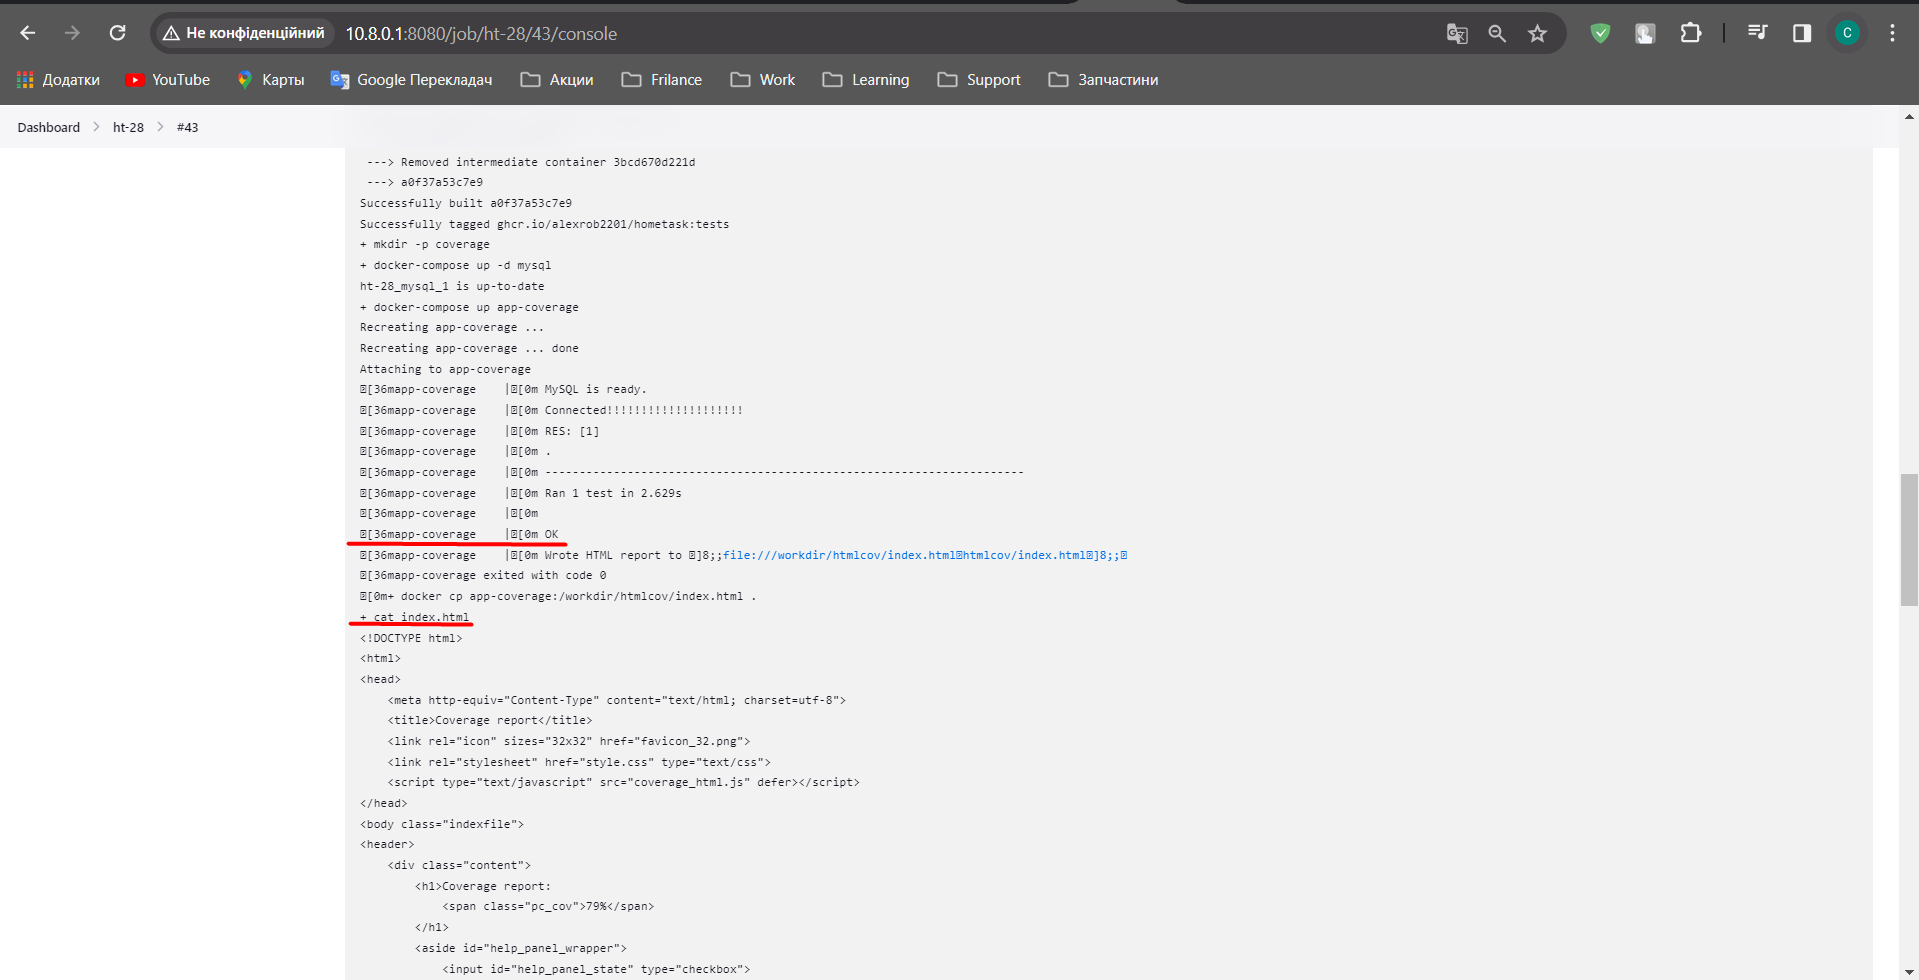 Не конфіденційний 10.8.0.1:8080/job/ht-28/43/console C
Додатки YouTube Карты Google Перекладач Акции Frilance Work Learning Support Запчастини
Dashboard > ht-28 > #43
---> Removed intermediate container 3bcd670d221d
---> a0f37a53c7e9
Successfully built a0f37a53c7e9
Successfully tagged ghcr.io/alexrob2201/hometask:tests
+ mkdir -p coverage
+ docker-compose up -d mysql
ht-28_mysql_1 is up-to-date
+ docker-compose up app-coverage
Recreating app-coverage ...
Recreating app-coverage ... done
Attaching to app-coverage
[36mapp-coverage    |[0m MySQL is ready.
[36mapp-coverage    |[0m Connected!!!!!!!!!!!!!!!!!!!!
[36mapp-coverage    |[0m RES: [1]
[36mapp-coverage    |[0m .
[36mapp-coverage    |[0m ----------------------------------------------------------------------
[36mapp-coverage    |[0m Ran 1 test in 2.629s
[36mapp-coverage    |[0m
[36mapp-coverage    |[0m OK
[36mapp-coverage    |[0m Wrote HTML report to ]8;;file:///workdir/htmlcov/index.htmlhtmlcov/index.html]8;;
[36mapp-coverage exited with code 0
[0m+ docker cp app-coverage:/workdir/htmlcov/index.html .
+ cat index.html
<!DOCTYPE html>
<html>
<head>
    <meta http-equiv="Content-Type" content="text/html; charset=utf-8">
    <title>Coverage report</title>
    <link rel="icon" sizes="32x32" href="favicon_32.png">
    <link rel="stylesheet" href="style.css" type="text/css">
    <script type="text/javascript" src="coverage_html.js" defer></script>
</head>
<body class="indexfile">
<header>
    <div class="content">
        <h1>Coverage report:
            <span class="pc_cov">79%</span>
        </h1>
        <aside id="help_panel_wrapper">
            <input id="help_panel_state" type="checkbox">